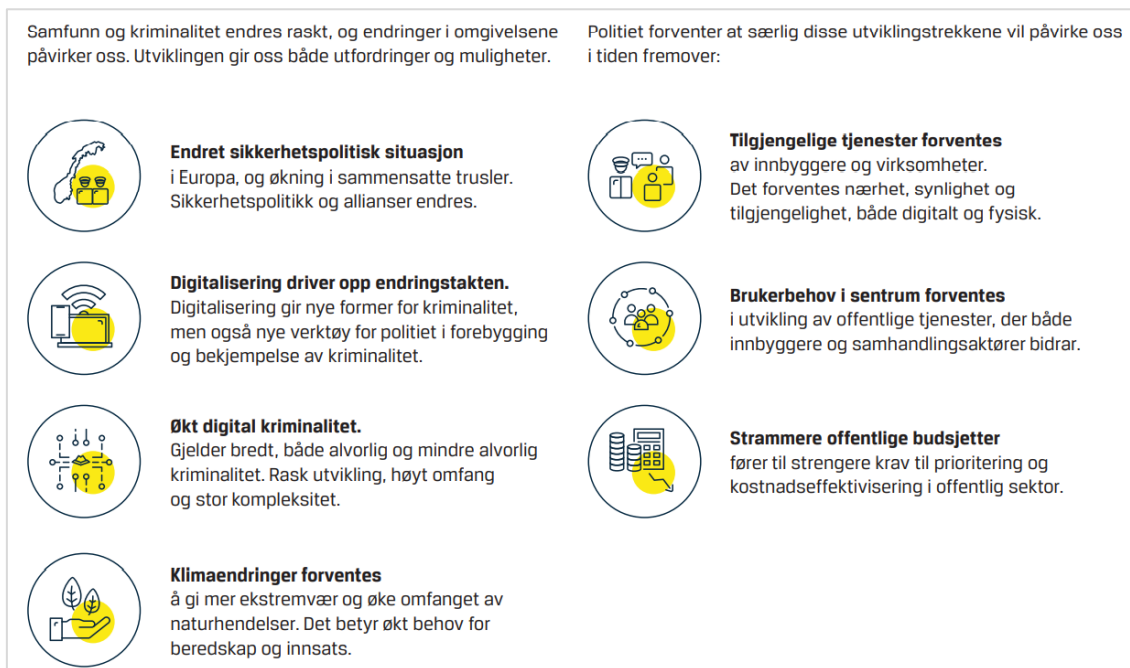 Samfunn og kriminalitet endres raskt, og endringer i omgivelsene
påvirker oss. Utviklingen gir oss både utfordringer og muligheter.
Endret sikkerhetspolitisk situasjon
i Europa, og økning i sammensatte trusler.
Sikkerhetspolitikk og allianser endres.
Digitalisering driver opp endringstakten.
Digitalisering gir nye former for kriminalitet,
men også nye verktøy for politiet i forebygging
og bekjempelse av kriminalitet.
Økt digital kriminalitet.
Gjelder bredt, både alvorlig og mindre alvorlig
kriminalitet. Rask utvikling, høyt omfang
og stor kompleksitet.
Klimaendringer forventes
å gi mer ekstremvær og øke omfanget av
naturhendelser. Det betyr økt behov for
beredskap og innsats.
Politiet forventer at særlig disse utviklingstrekkene vil påvirke oss
i tiden fremover:
Tilgjengelige tjenester forventes
av innbyggere og virksomheter.
Det forventes nærhet, synlighet og
tilgjengelighet, både digitalt og fysisk.
Brukerbehov i sentrum forventes
i utvikling av offentlige tjenester, der både
innbyggere og samhandlingsaktører bidrar.
Strammere offentlige budsjetter
fører til strengere krav til prioritering og
kostnadseffektivisering i offentlig sektor.